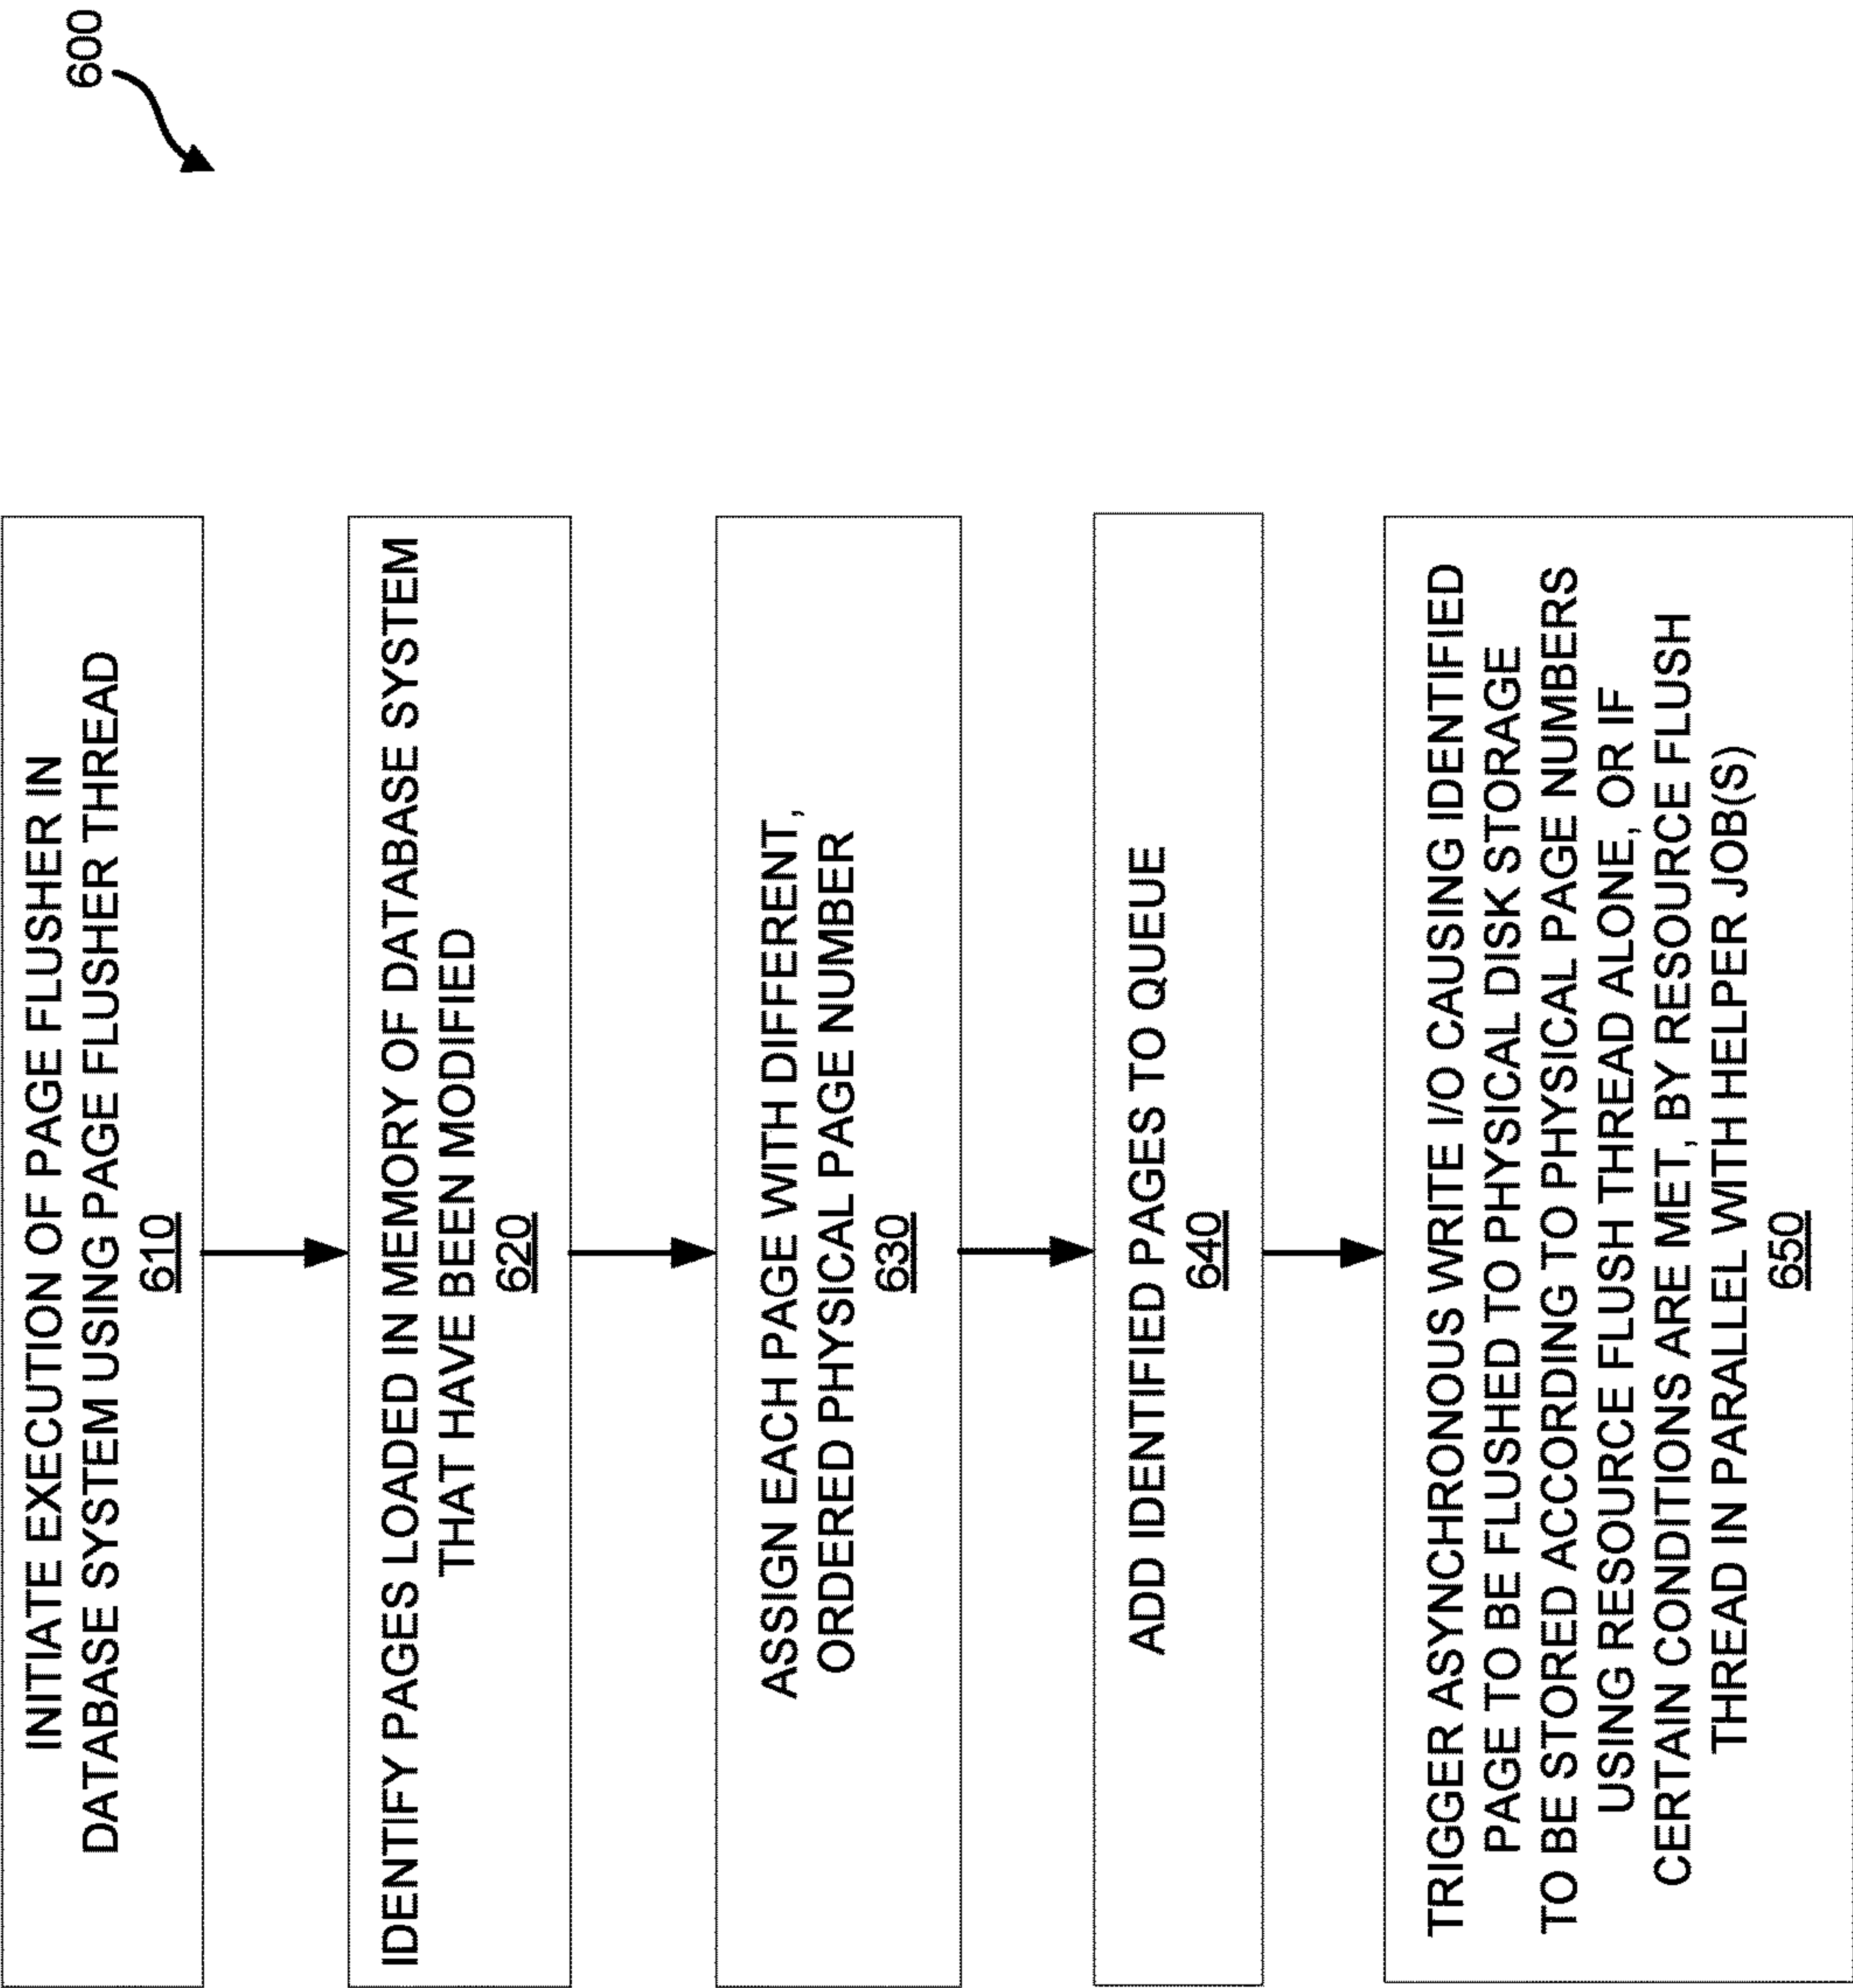 600
INITIATE EXECUTION OF PAGE FLUSHER IN
DATABASE SYSTEM USING PAGE FLUSHER THREAD
610
IDENTIFY PAGES LOADED IN MEMORY OF DATABASE SYSTEM
THAT HAVE BEEN MODIFIED
620
ASSIGN EACH PAGE WITH DIFFERENT,
ORDERED PHYSICAL PAGE NUMBER
630
ADD IDENTIFIED PAGES TO QUEUE
640
TRIGGER ASYNCHRONOUS WRITE I/O CAUSING IDENTIFIED
PAGE TO BE FLUSHED TO PHYSICAL DISK STORAGE
TO BE STORED ACCORDING TO PHYSICAL PAGE NUMBERS
USING RESOURCE FLUSH THREAD ALONE, OR IF
CERTAIN CONDITIONS ARE MET, BY RESOURCE FLUSH
THREAD IN PARALLEL WITH HELPER JOB(S)
650